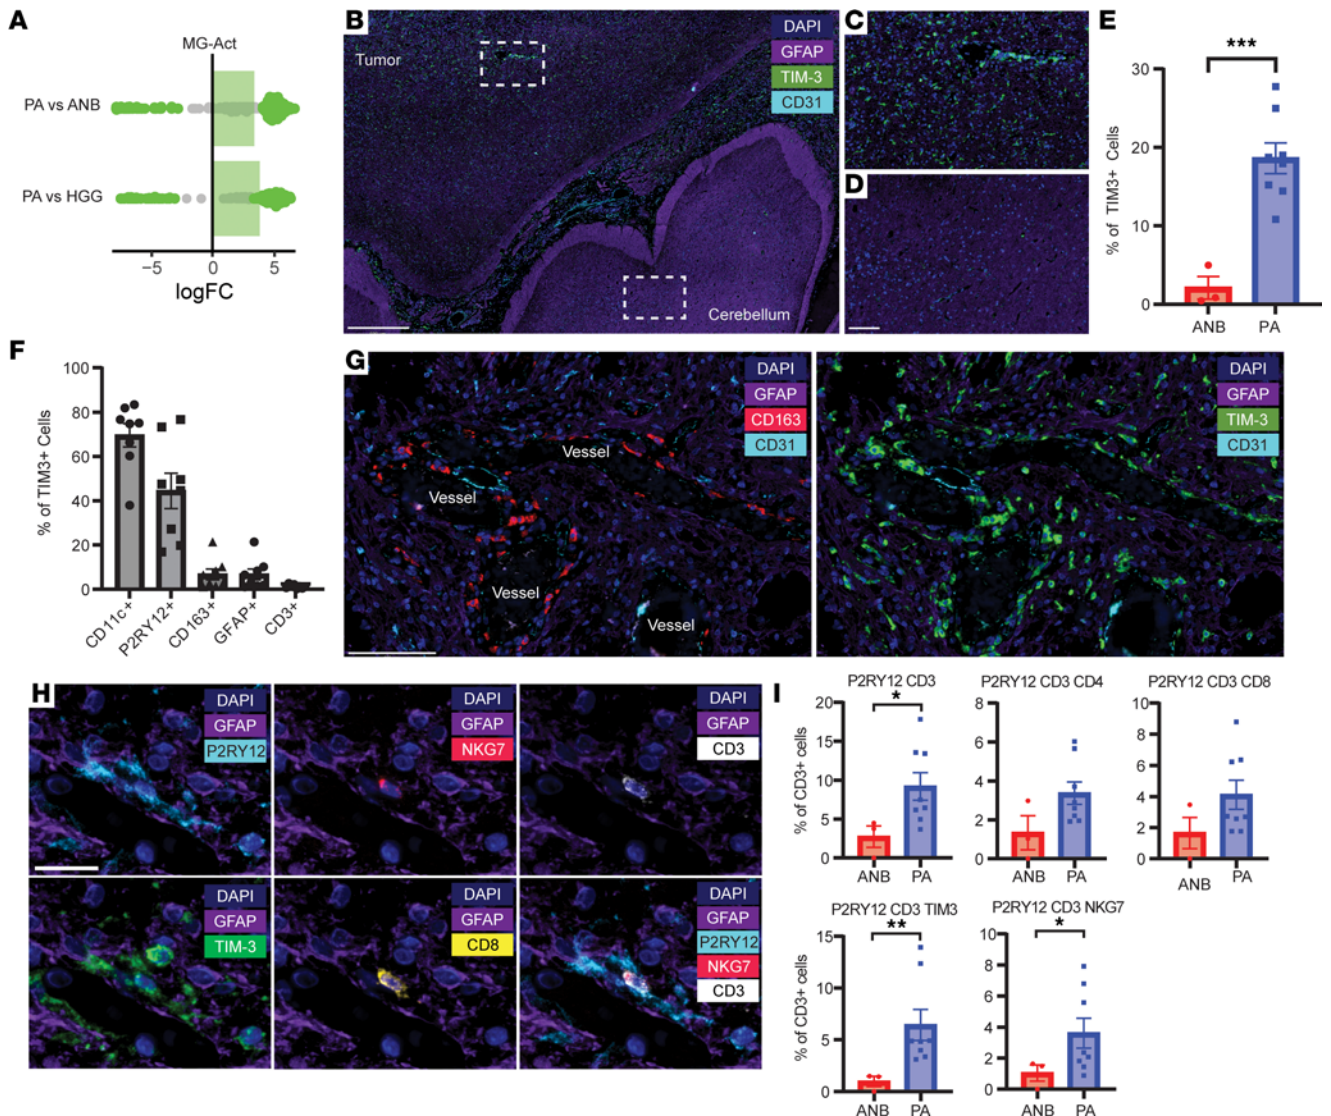 A
MG-Act
PA vs ANB
PA vs HGG
−5
0
5
logFC
B
Tumor
Cerebellum
DAPI
GFAP
TIM-3
CD31
C
D
E
***
% of TIM3+ Cells
30
20
10
0
ANB
PA
F
% of TIM3+ Cells
100
80
60
40
20
0
CD11c+
P2RY12+
CD163+
GFAP+
CD3+
G
Vessel
Vessel
Vessel
Vessel
DAPI
GFAP
CD163
CD31
DAPI
GFAP
TIM-3
CD31
H
DAPI
GFAP
P2RY12
DAPI
GFAP
NKG7
DAPI
GFAP
CD3
DAPI
GFAP
TIM-3
DAPI
GFAP
CD8
DAPI
GFAP
P2RY12
NKG7
CD3
I
P2RY12 CD3
*
% of CD3+ cells
20
15
10
5
0
ANB
PA
P2RY12 CD3 CD4
8
6
4
2
0
ANB
PA
P2RY12 CD3 CD8
10
8
6
4
2
0
ANB
PA
P2RY12 CD3 TIM3
**
% of CD3+ cells
15
10
5
0
ANB
PA
P2RY12 CD3 NKG7
*
10
8
6
4
2
0
ANB
PA